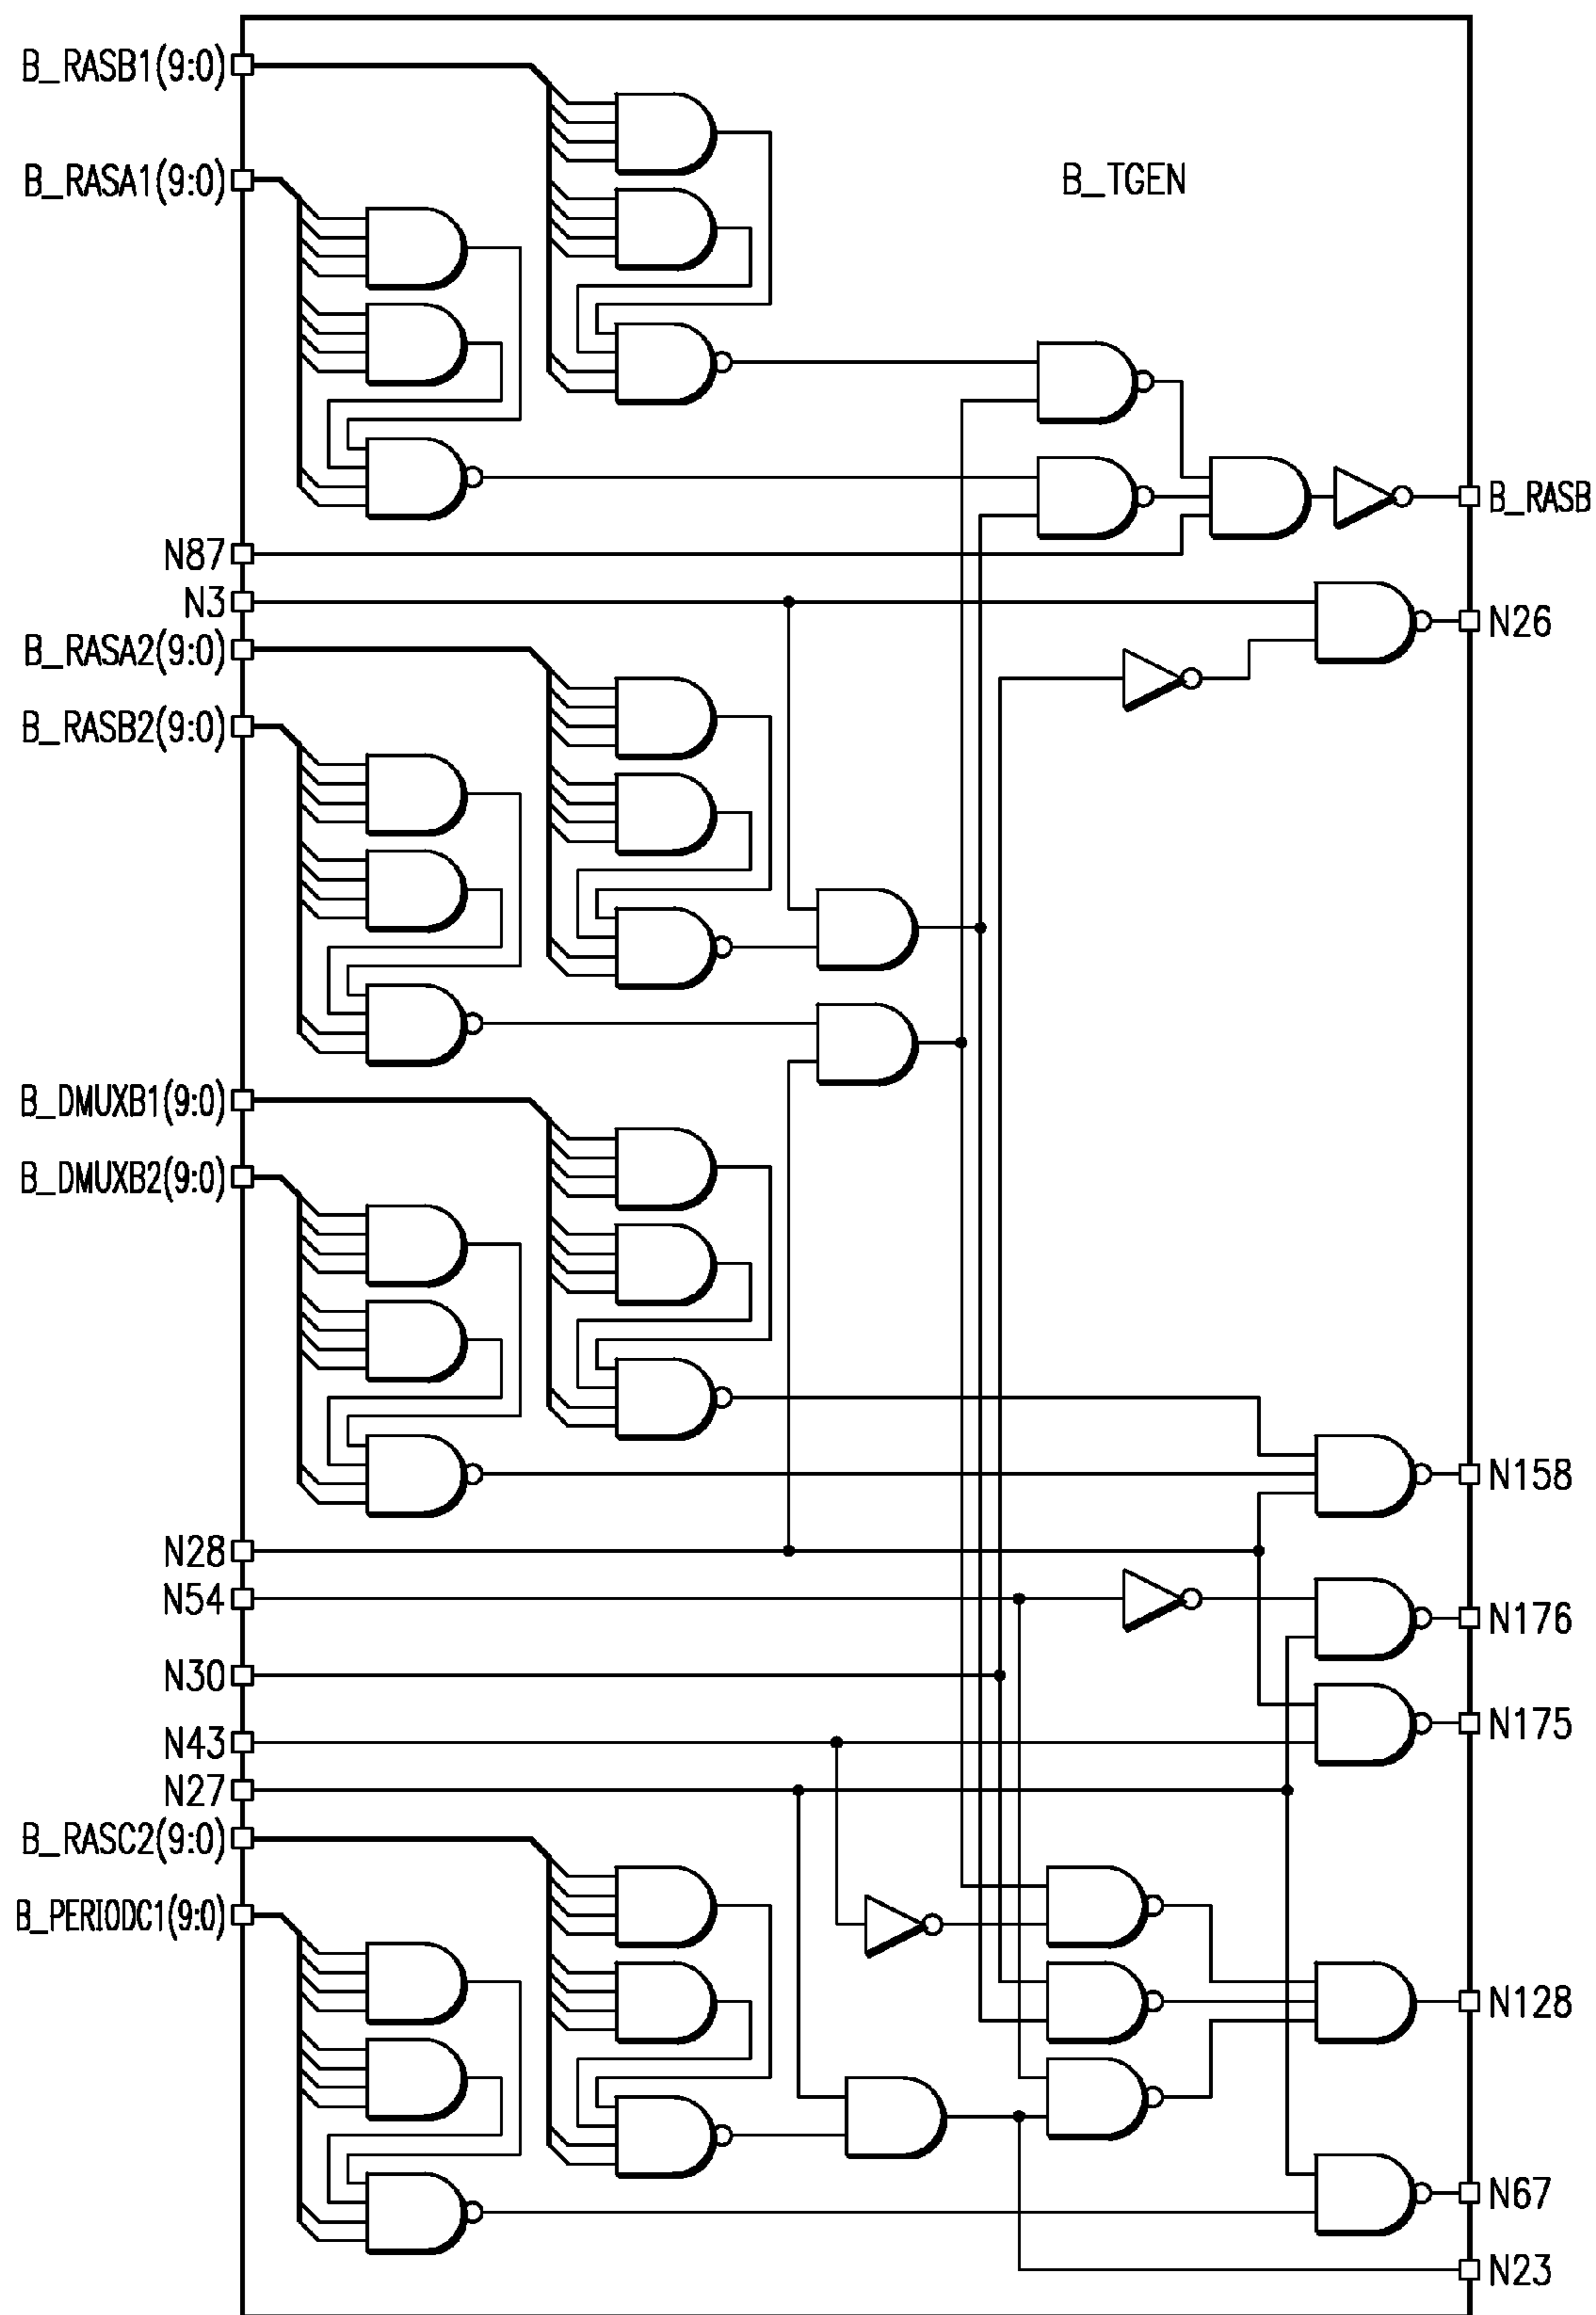 B_RASB1(9:0)
B_RASA1(9:0)
B_TGEN
B_RASB
N87
N3
N26
B_RASA2(9:0)
B_RASB2(9:0)
B_DMUXB1(9:0)
B_DMUXB2(9:0)
N158
N28
N54
N176
N30
N175
N43
N27
B_RASC2(9:0)
B_PERIODC1(9:0)
N128
N67
N23